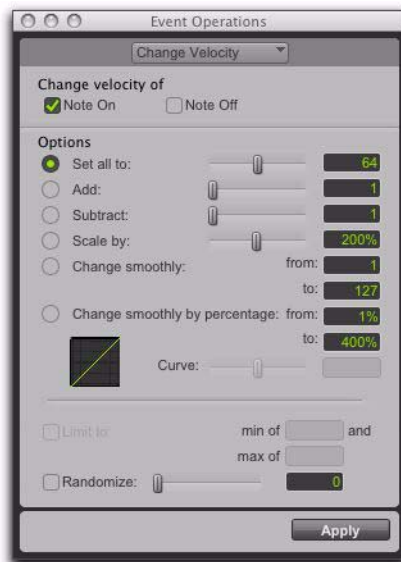 Event Operations
Change Velocity
Change velocity of
Note On Note Off
Options
Set all to: 64
Add: 1
Subtract: 1
Scale by: 200%
Change smoothly: from: 1
to: 127
Change smoothly by percentage: from: 1%
to: 400%
Curve:
Limit to min of and
max of
Randomize: 0
Apply